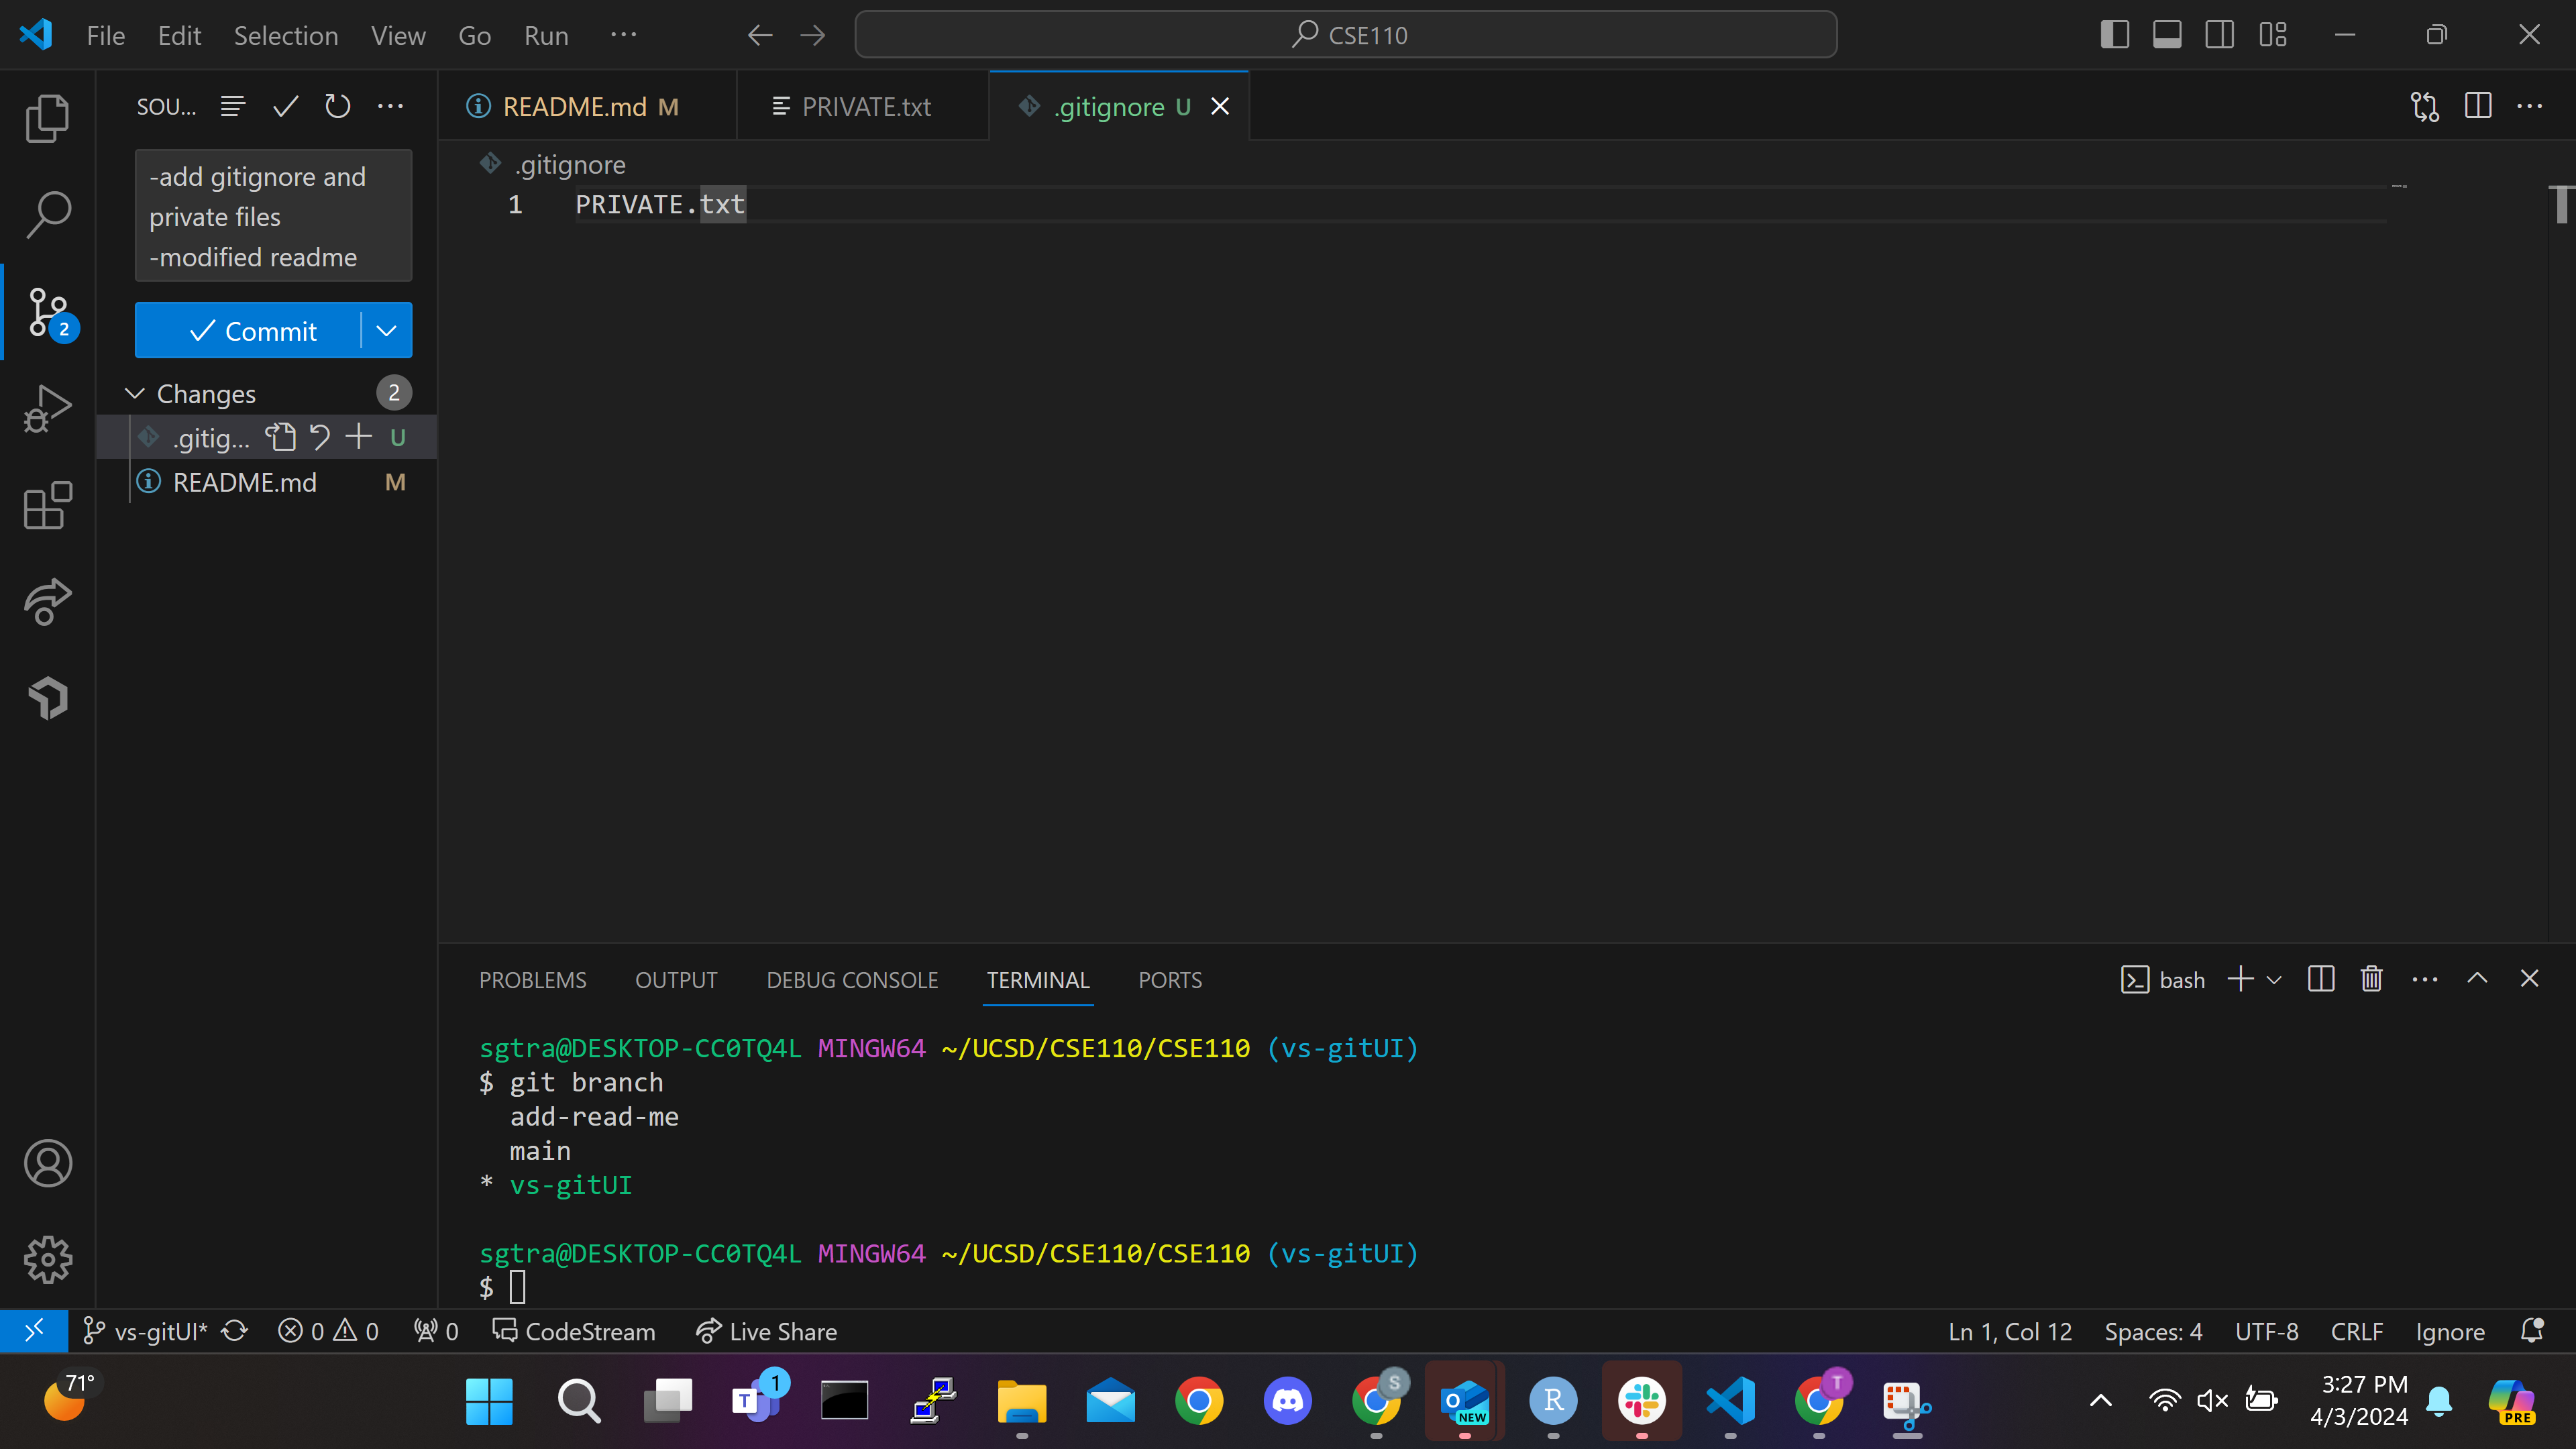 File Edit Selection View Go Run ··· CSE110
SOU... ···
README.md M PRIVATE.txt .gitignore U
-add gitignore and
private files
-modified readme
.gitignore
1 PRIVATE.txt
2
Commit
Changes 2
.gitig... U
README.md M
PROBLEMS OUTPUT DEBUG CONSOLE TERMINAL PORTS
bash
sgtra@DESKTOP-CC0TQ4L MINGW64 ~/UCSD/CSE110/CSE110 (vs-gitUI)
$ git branch
add-read-me
main
* vs-gitUI
sgtra@DESKTOP-CC0TQ4L MINGW64 ~/UCSD/CSE110/CSE110 (vs-gitUI)
$
vs-gitUI* 0 0 0 CodeStream Live Share Ln 1, Col 12 Spaces: 4 UTF-8 CRLF Ignore
71°
T 1
S
O NEW
R
T
3:27 PM
4/3/2024
PRE